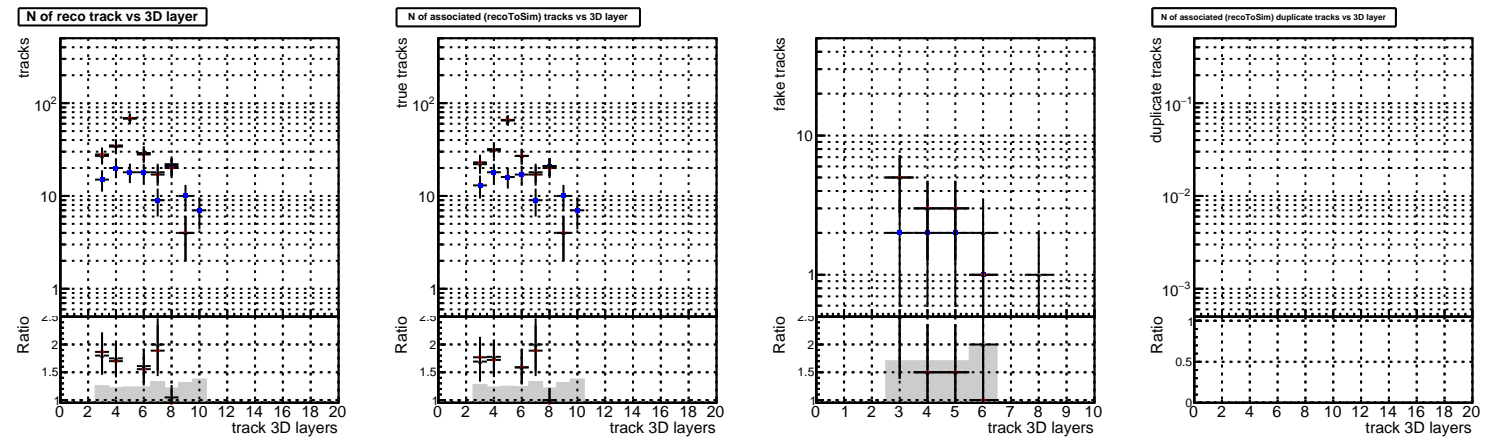 N of reco track vs 3D layer
tracks
10²
10
1
Ratio
2.5
2
1.5
1
0 2 4 6 8 10 12 14 16 18 20
track 3D layers
N of associated (recoToSim) tracks vs 3D layer
true tracks
10²
10
1
Ratio
2.5
2
1.5
1
0 2 4 6 8 10 12 14 16 18 20
track 3D layers
fake tracks
10
1
Ratio
2.5
2
1.5
1
0 1 2 3 4 5 6 7 8 9 10
track 3D layers
N of associated (recoToSim) duplicate tracks vs 3D layer
duplicate tracks
10⁻¹
10⁻²
10⁻³
Ratio
1
0.5
0
0 2 4 6 8 10 12 14 16 18 20
track 3D layers